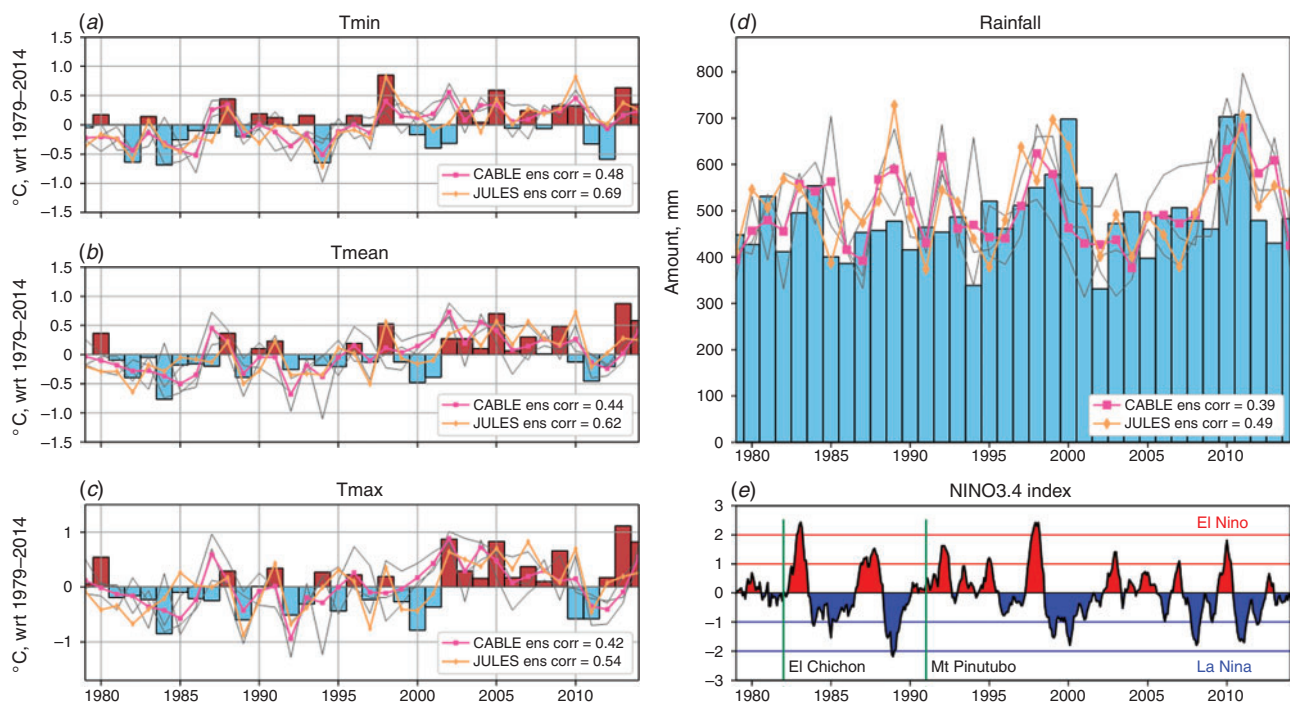 (a) Tmin
1.5
1.0
0.5
0
−0.5
−1.0
−1.5
°C, wrt 1979–2014
CABLE ens corr = 0.48
JULES ens corr = 0.69
(b) Tmean
1.5
1.0
0.5
0
−0.5
−1.0
−1.5
°C, wrt 1979–2014
CABLE ens corr = 0.44
JULES ens corr = 0.62
(c) Tmax
1
0
−1
°C, wrt 1979–2014
CABLE ens corr = 0.42
JULES ens corr = 0.54
1980 1985 1990 1995 2000 2005 2010
(d) Rainfall
800
700
600
500
400
300
200
100
0
Amount, mm
CABLE ens corr = 0.39
JULES ens corr = 0.49
1980 1985 1990 1995 2000 2005 2010
(e) NINO3.4 index
3
2
1
0
−1
−2
−3
El Nino
El Chichon
Mt Pinutubo
La Nina
1980 1985 1990 1995 2000 2005 2010